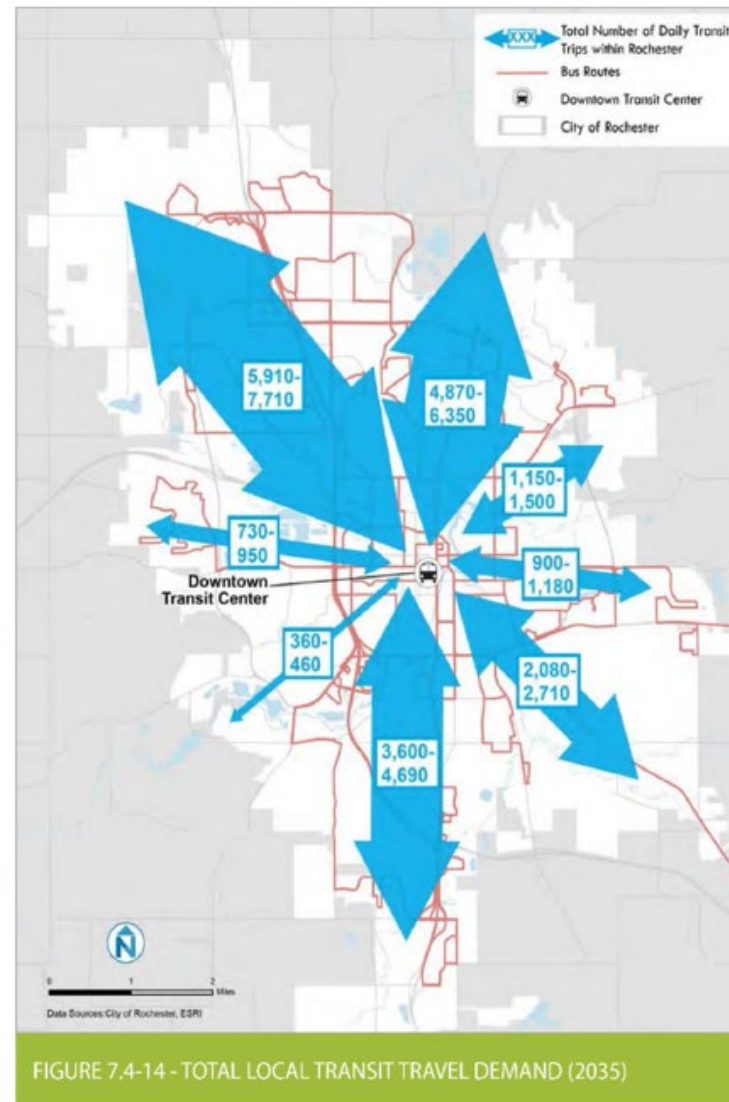 XXX
Total Number of Daily Transit
Trips within Rochester
Bus Routes
Downtown Transit Center
City of Rochester
5,910-
7,710
4,870-
6,350
1,150-
1,500
730-
950
900-
1,180
Downtown
Transit Center
360-
460
2,080-
2,710
3,600-
4,690
N
0 1 2
Miles
Data Sources:City of Rochester, ESRI
FIGURE 7.4-14 - TOTAL LOCAL TRANSIT TRAVEL DEMAND (2035)